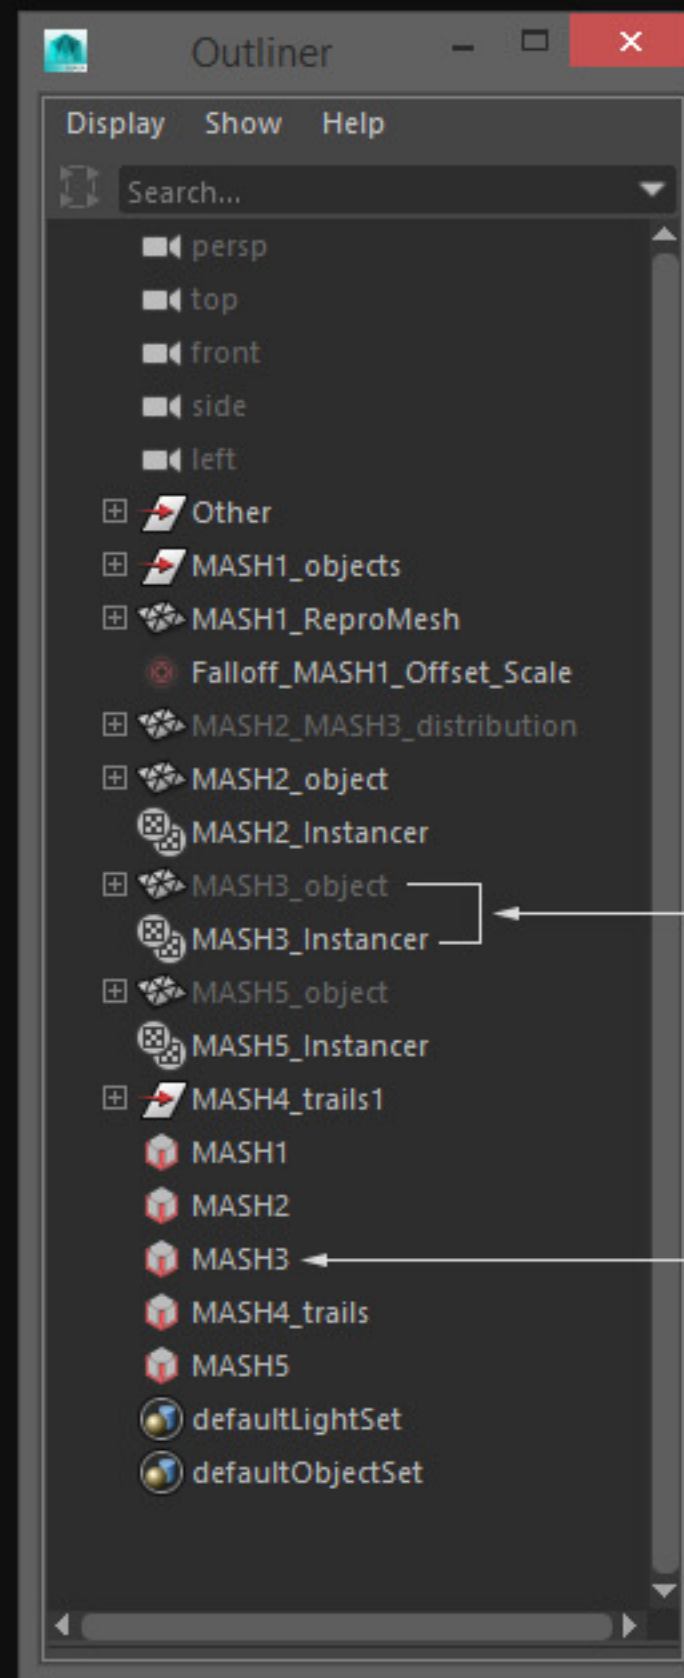 Outliner
Display Show Help
Search...
persp
top
front
side
left
Other
MASH1_objects
MASH1_ReproMesh
Falloff_MASH1_Offset_Scale
MASH2_MASH3_distribution
MASH2_object
MASH2_Instancer
MASH3_object
MASH3_Instancer
MASH5_object
MASH5_Instancer
MASH4_trails1
MASH1
MASH2
MASH3
MASH4_trails
MASH5
defaultLightSet
defaultObjectSet